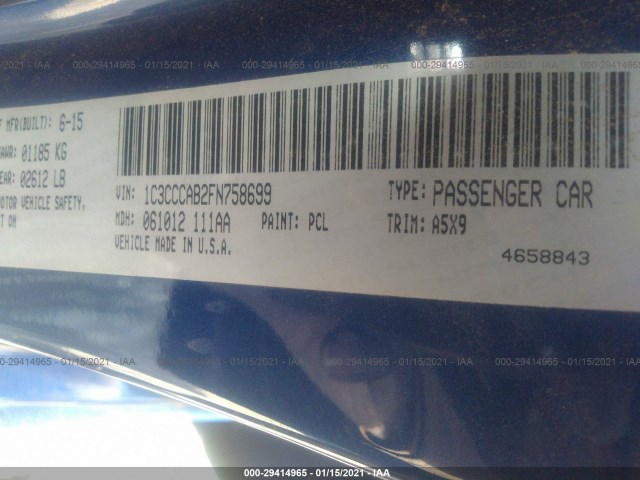 000-29414965 - 01/15/2021 - IAA 000-29414965 - 01/15/2021 - IAA
MFR(BUILT): 6-15
01185 KG
02612 LB
MOTOR VEHICLE SAFETY,
ON
VIN: 1C3CCCAB2FN758699 TYPE: PASSENGER CAR
MDH: 061012 111AA PAINT: PCL TRIM: A5X9
VEHICLE MADE IN U.S.A.
4658843
000-29414965 - 01/15/2021 - IAA 000-29414965 - 01/15/2021 - IAA
000-29414965 - 01/15/2021 - IAA